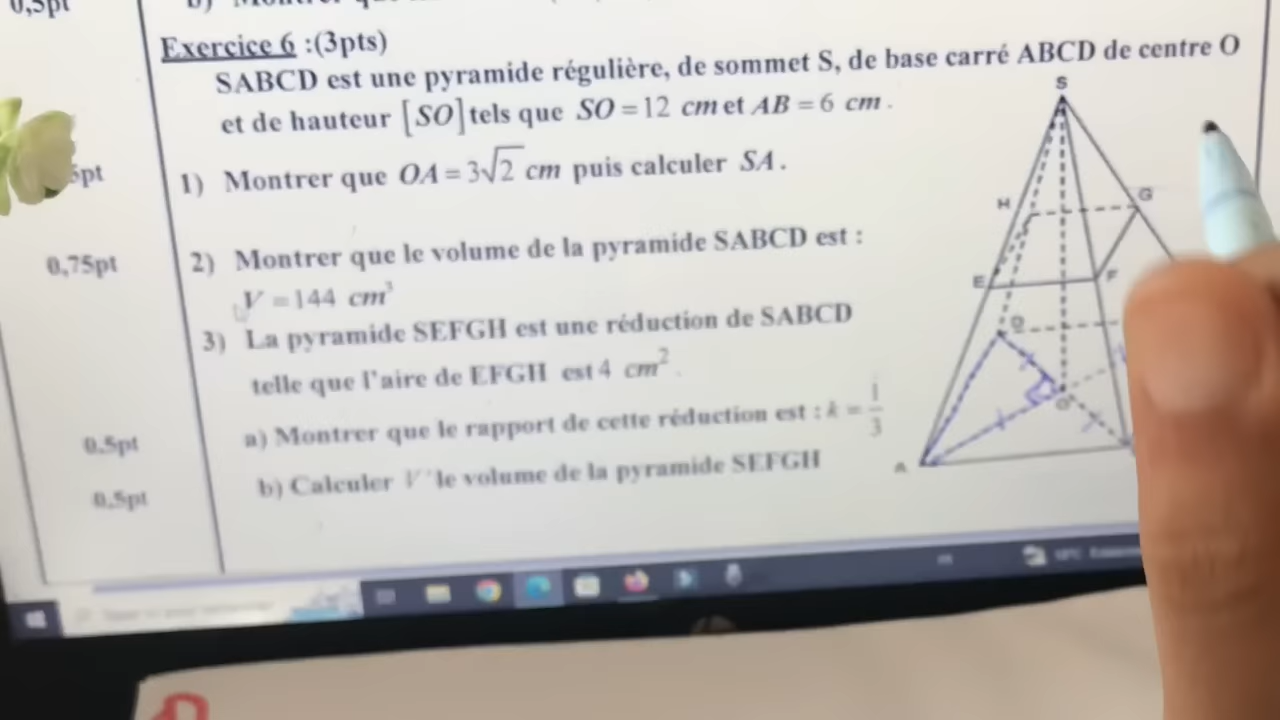 0,5pt
Exercice 6 :(3pts)
SABCD est une pyramide régulière, de sommet S, de base carré ABCD de centre O
et de hauteur [SO] tels que SO = 12 cm et AB = 6 cm.
1) Montrer que OA = 3√2 cm puis calculer SA.
0,75pt
2) Montrer que le volume de la pyramide SABCD est :
V = 144 cm³
3) La pyramide SEFGH est une réduction de SABCD
telle que l'aire de EFGH est 4 cm².
0.5pt
a) Montrer que le rapport de cette réduction est : k = 1/3
0,5pt
b) Calculer V' le volume de la pyramide SEFGH
S
H
G
E
F
D
O
A